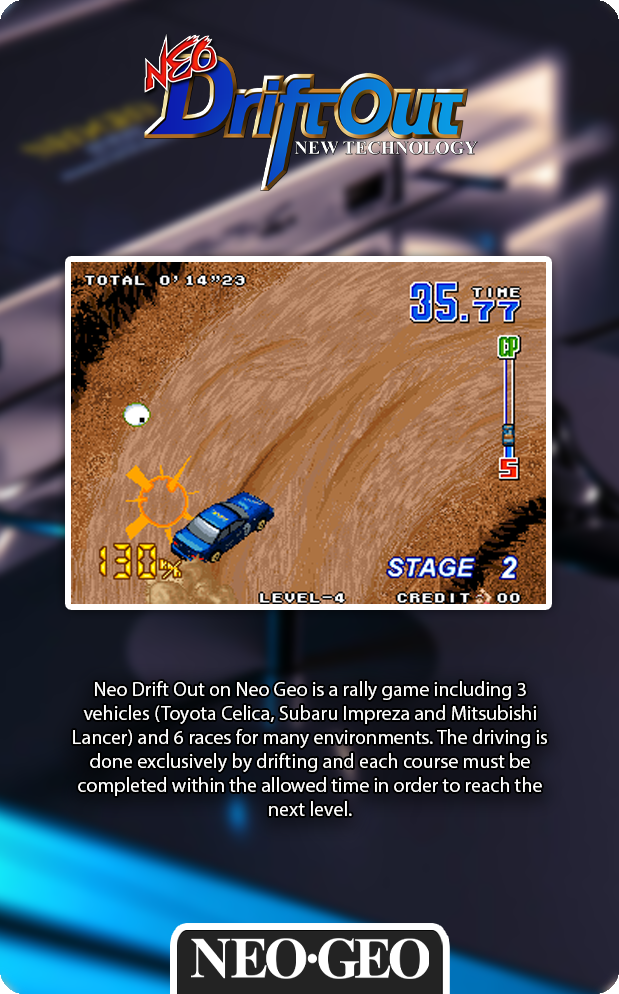 NEO
Drift Out
NEW TECHNOLOGY
TOTAL 0'14"23
TIME
35.77
CP
S
130
STAGE 2
LEVEL-4 CREDIT : 00
Neo Drift Out on Neo Geo is a rally game including 3
vehicles (Toyota Celica, Subaru Impreza and Mitsubishi
Lancer) and 6 races for many environments. The driving is
done exclusively by drifting and each course must be
completed within the allowed time in order to reach the
next level.
NEO•GEO